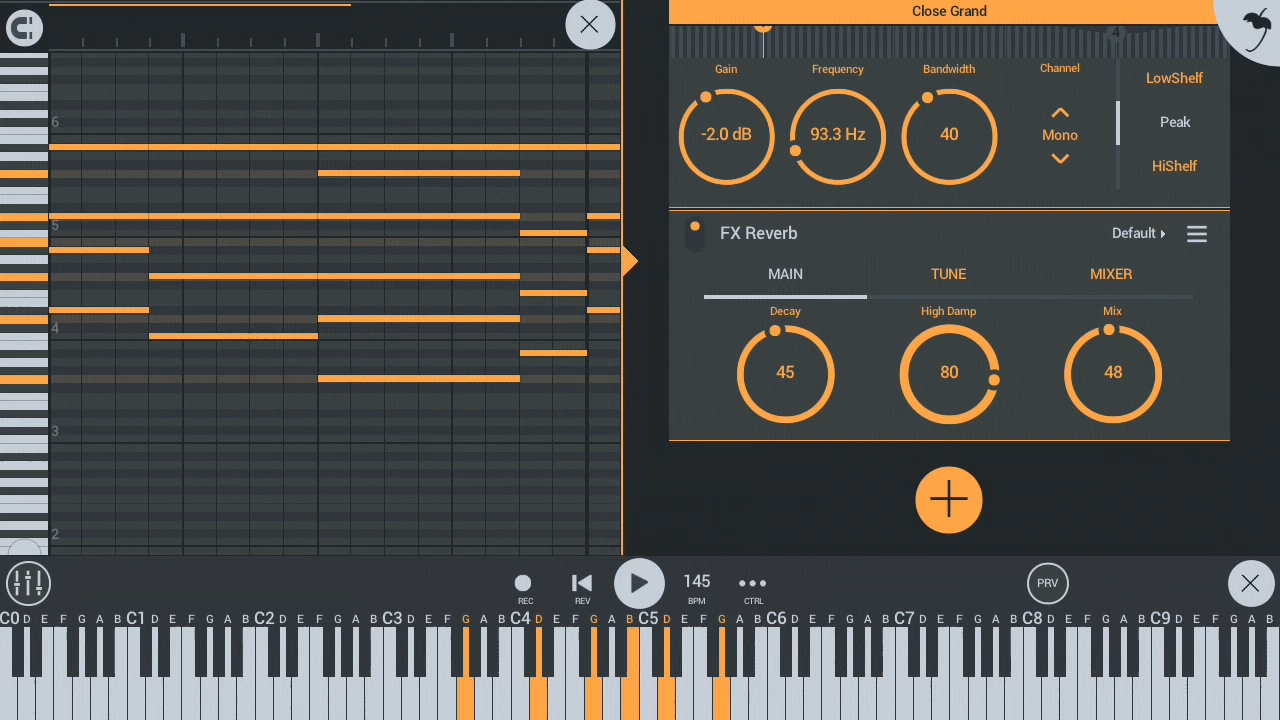 Close Grand
4
Gain
Frequency
Bandwidth
Channel
-2.0 dB
93.3 Hz
40
Mono
LowShelf
Peak
HiShelf
FX Reverb
Default
MAIN
TUNE
MIXER
Decay
High Damp
Mix
45
80
48
6
5
4
3
2
REC
REV
145
BPM
CTRL
PRV
C0 D E F G A B C1 D E F G A B C2 D E F G A B C3 D E F G A B C4 D E F G A B C5 D E F G A B C6 D E F G A B C7 D E F G A B C8 D E F G A B C9 D E F G A B